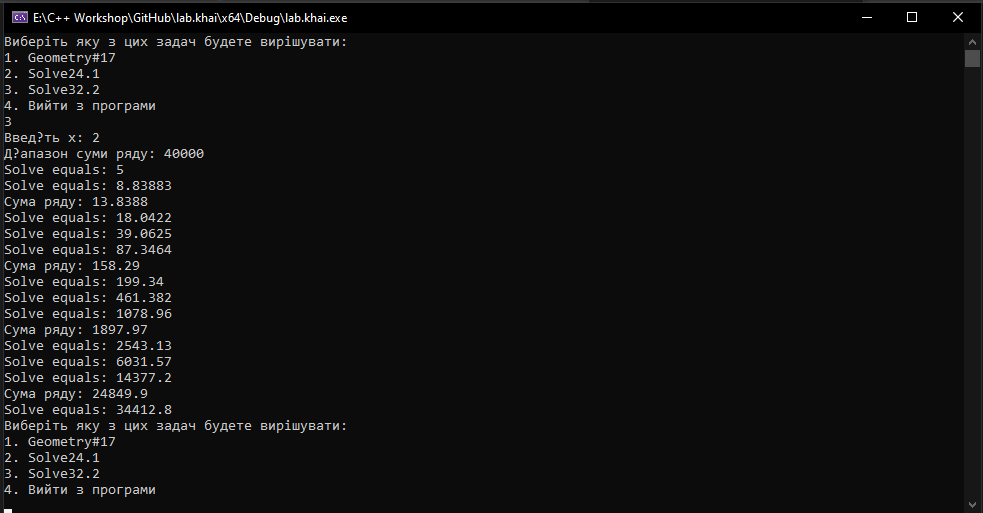 E:\C++ Workshop\GitHub\lab.khai\x64\Debug\lab.khai.exe
Виберіть яку з цих задач будете вирішувати:
1. Geometry#17
2. Solve24.1
3. Solve32.2
4. Вийти з програми
3
Введ?ть x: 2
Д?апазон суми ряду: 40000
Solve equals: 5
Solve equals: 8.83883
Сума ряду: 13.8388
Solve equals: 18.0422
Solve equals: 39.0625
Solve equals: 87.3464
Сума ряду: 158.29
Solve equals: 199.34
Solve equals: 461.382
Solve equals: 1078.96
Сума ряду: 1897.97
Solve equals: 2543.13
Solve equals: 6031.57
Solve equals: 14377.2
Сума ряду: 24849.9
Solve equals: 34412.8
Виберіть яку з цих задач будете вирішувати:
1. Geometry#17
2. Solve24.1
3. Solve32.2
4. Вийти з програми